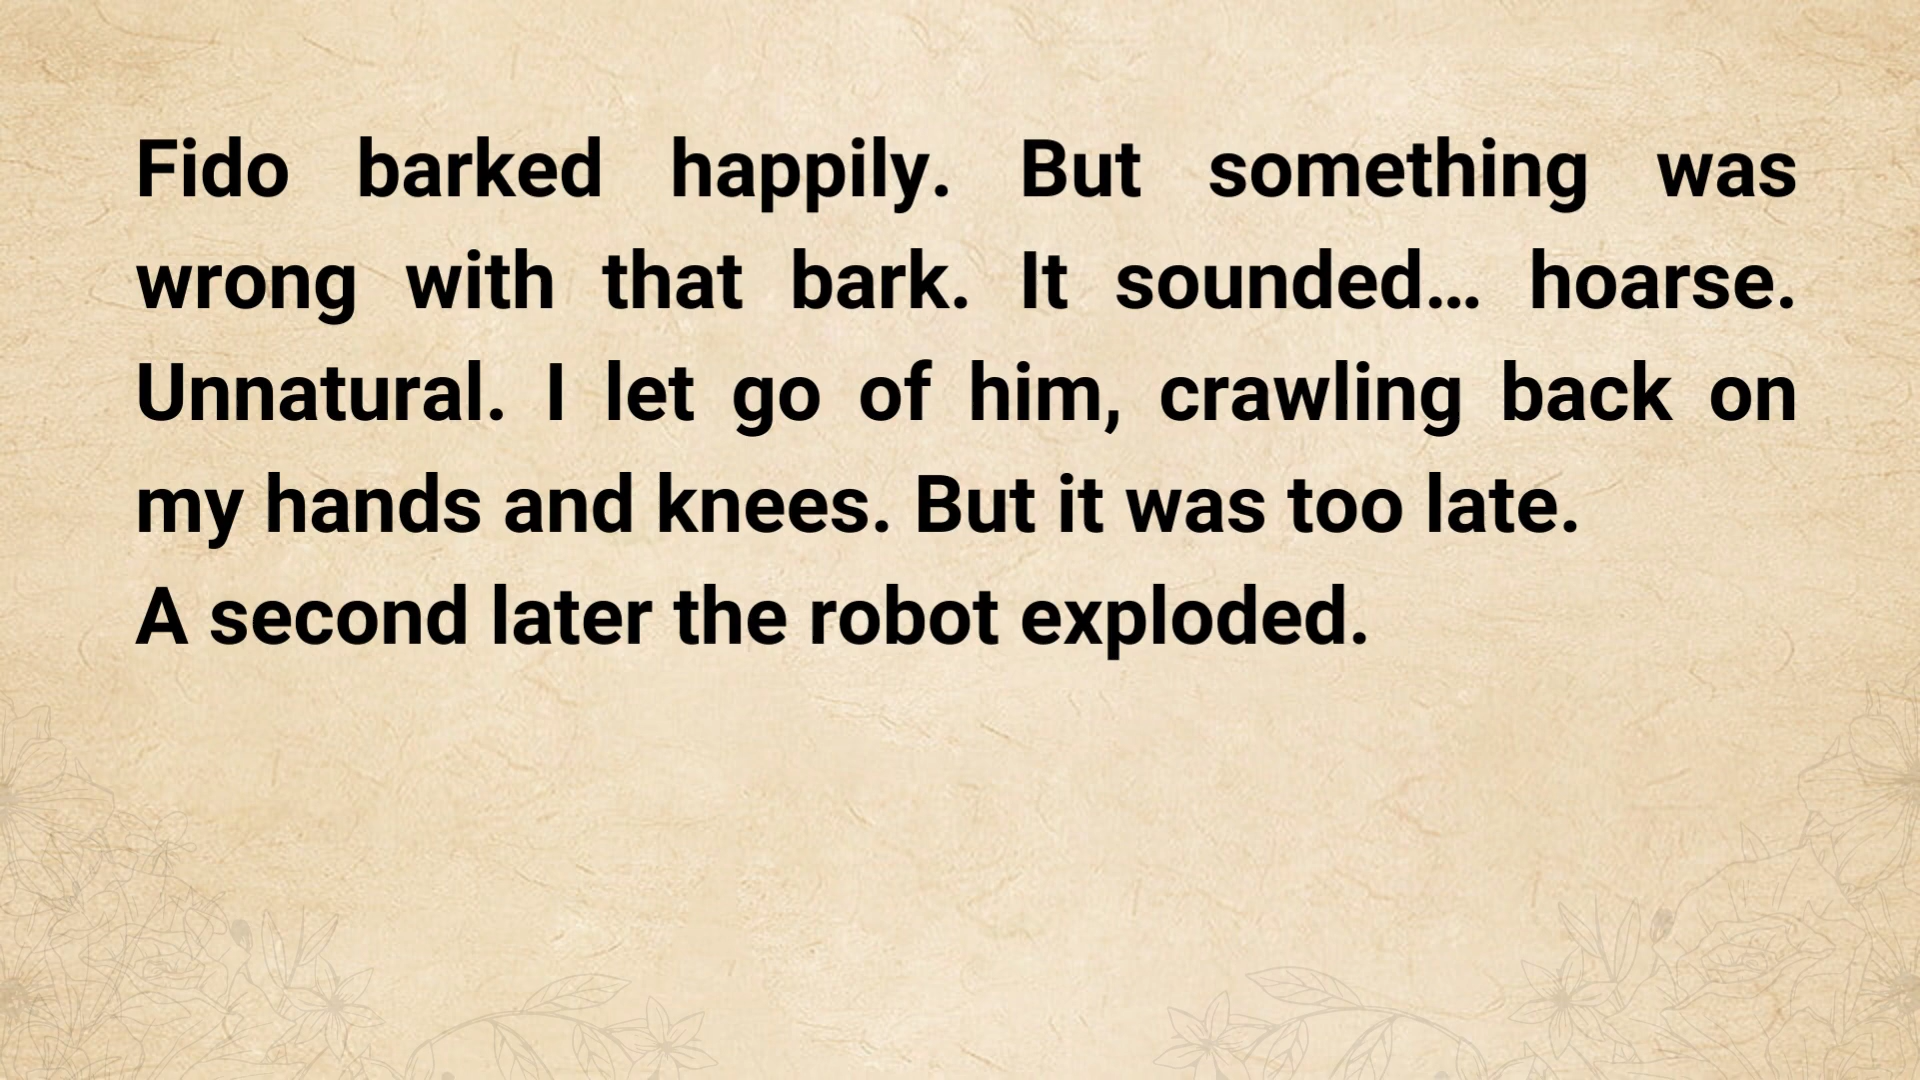 Fido barked happily. But something was
wrong with that bark. It sounded… hoarse.
Unnatural. I let go of him, crawling back on
my hands and knees. But it was too late.
A second later the robot exploded.